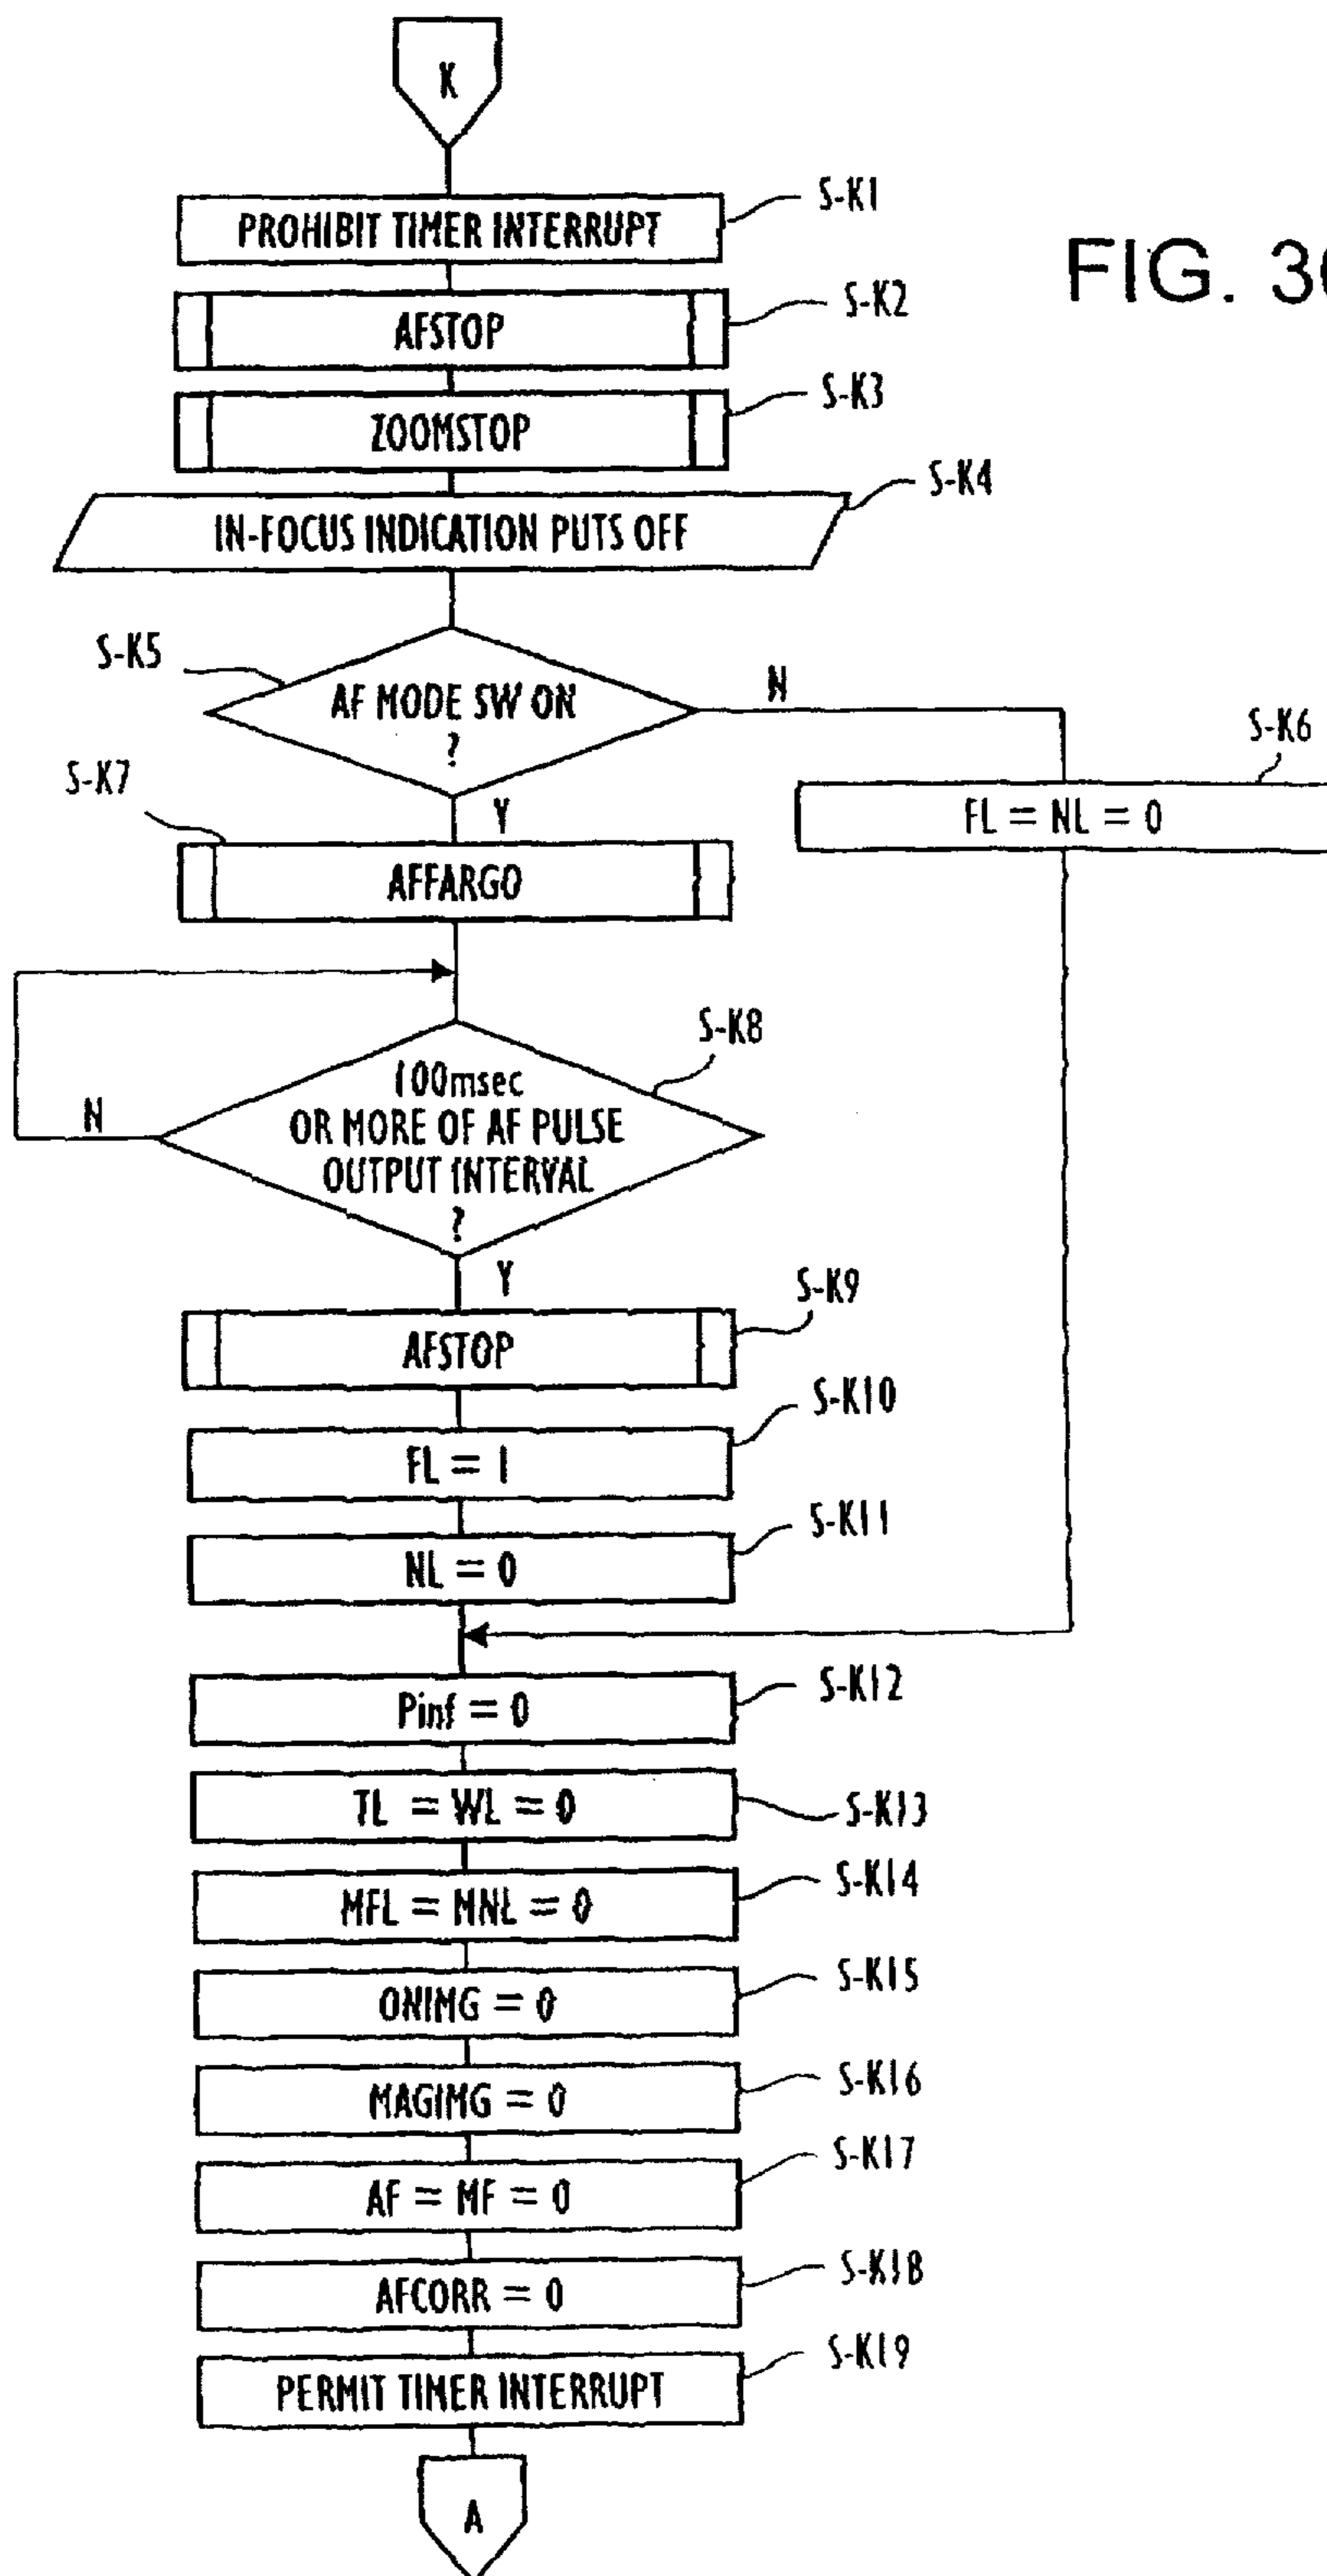 K
PROHIBIT TIMER INTERRUPT
S-K1
FIG. 30
AFSTOP
S-K2
ZOOMSTOP
S-K3
IN-FOCUS INDICATION PUTS OFF
S-K4
S-K5
AF MODE SW ON
?
N
Y
S-K6
FL = NL = 0
S-K7
AFFARGO
S-K8
100msec
OR MORE OF AF PULSE
OUTPUT INTERVAL
?
N
Y
AFSTOP
S-K9
FL = 1
S-K10
NL = 0
S-K11
Pinf = 0
S-K12
TL = WL = 0
S-K13
MFL = MNL = 0
S-K14
ONIMG = 0
S-K15
MAGIMG = 0
S-K16
AF = MF = 0
S-K17
AFCORR = 0
S-K18
PERMIT TIMER INTERRUPT
S-K19
A